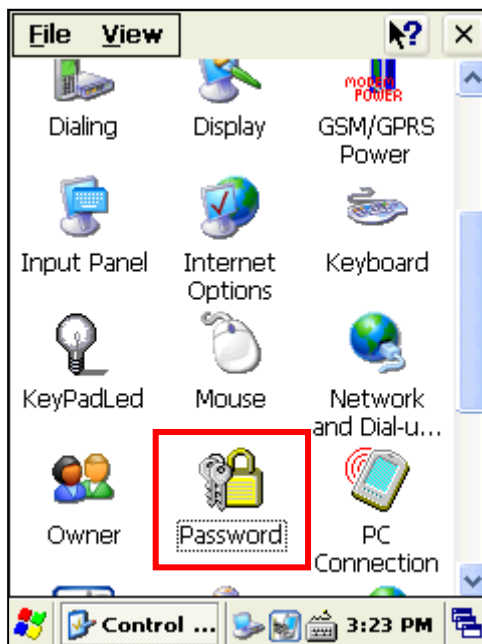 File View ?
MODEM
POWER
Dialing Display GSM/GPRS
Power
Input Panel Internet Keyboard
Options
KeyPadLed Mouse Network
and Dial-u...
Owner Password PC
Connection
Control ... 3:23 PM